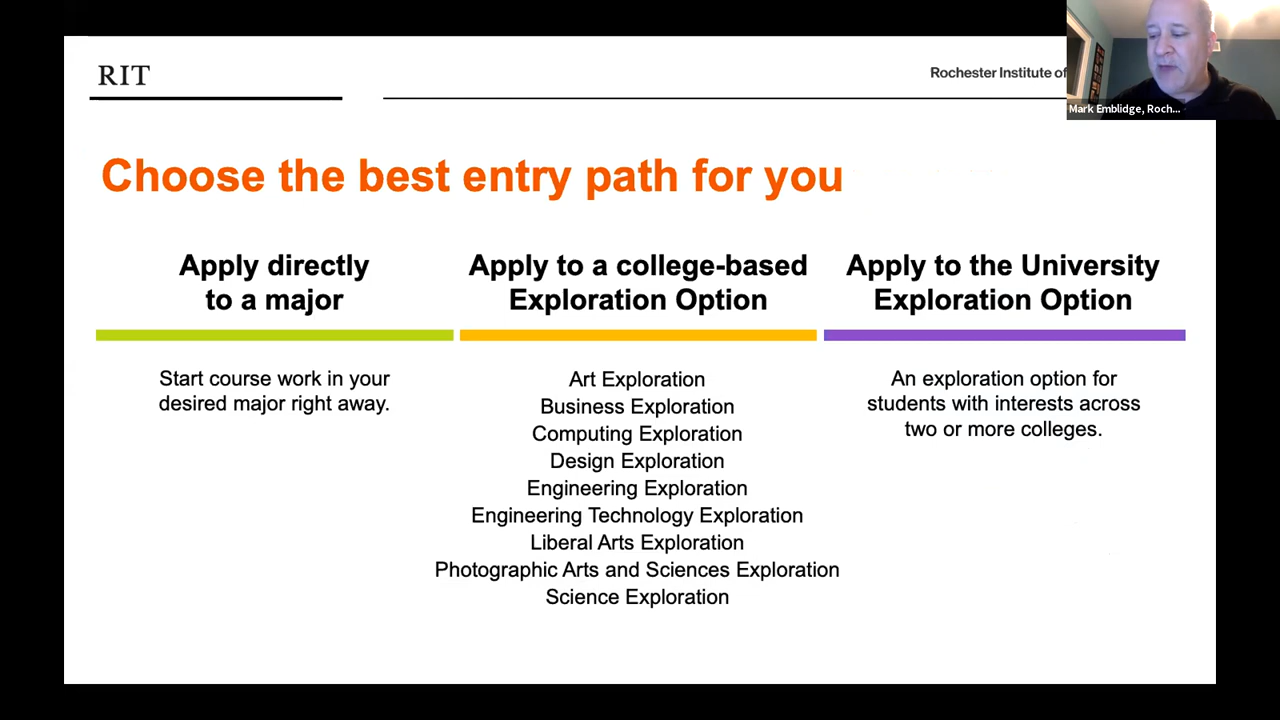 RIT
Rochester Institute of
Mark Emblidge, Roch...
Choose the best entry path for you
Apply directly
to a major
Start course work in your
desired major right away.
Apply to a college-based
Exploration Option
Art Exploration
Business Exploration
Computing Exploration
Design Exploration
Engineering Exploration
Engineering Technology Exploration
Liberal Arts Exploration
Photographic Arts and Sciences Exploration
Science Exploration
Apply to the University
Exploration Option
An exploration option for
students with interests across
two or more colleges.